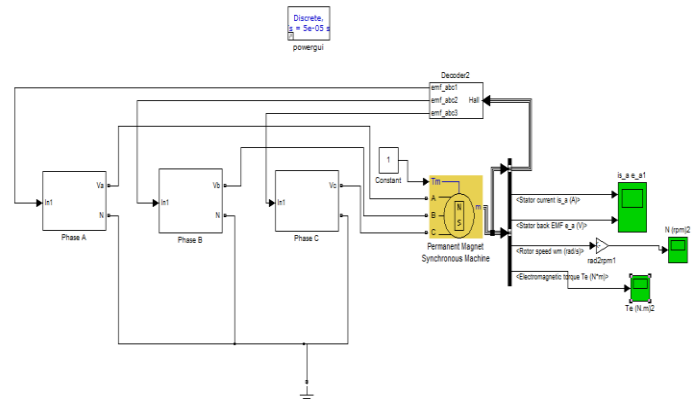 Discrete,
s = 5e-05 s
powergui
Decoder2
emf_abc1
emf_abc2
emf_abc3
Hall
1
Constant
Va
In1
N
Phase A
Vb
In1
N
Phase B
Vc
In1
N
Phase C
Tm
A
B
C
N
S
m
Permanent Magnet
Synchronous Machine
is_a e_a1
<Stator current is_a (A)>
<Stator back EMF e_a (V)>
<Rotor speed wm (rad/s)>
<Electromagnetic torque Te (N*m)>
rad2rpm1
N (rpm)2
Te (N.m)2